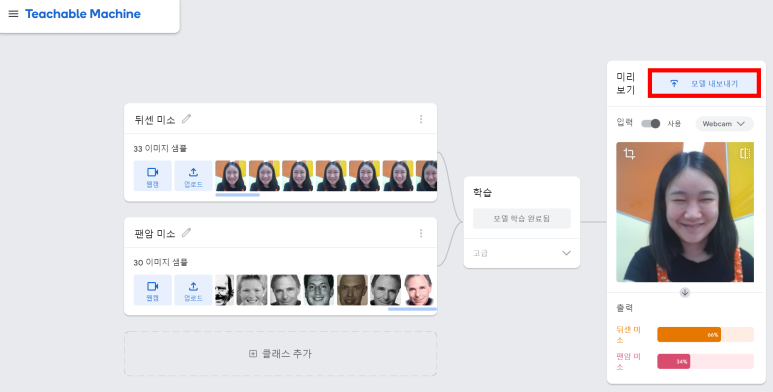 Teachable Machine
미리
보기
모델 내보내기
입력
사용
Webcam
뒤센 미소
33 이미지 샘플
웹캠
업로드
학습
모델 학습 완료됨
고급
팬암 미소
30 이미지 샘플
웹캠
업로드
클래스 추가
출력
뒤센 미
소
66%
팬암 미
소
34%